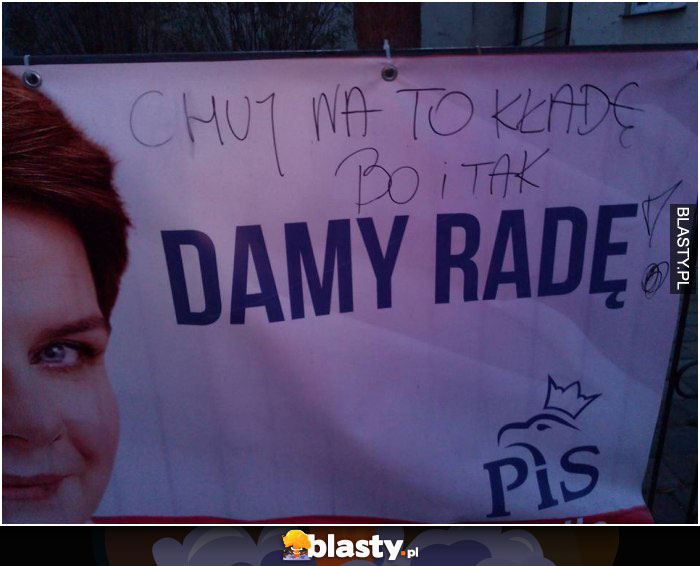 CHUJ NA TO KŁADĘ
BO i TAK
DAMY RADĘ!
PiS
BLASTY.PL
blasty.pl